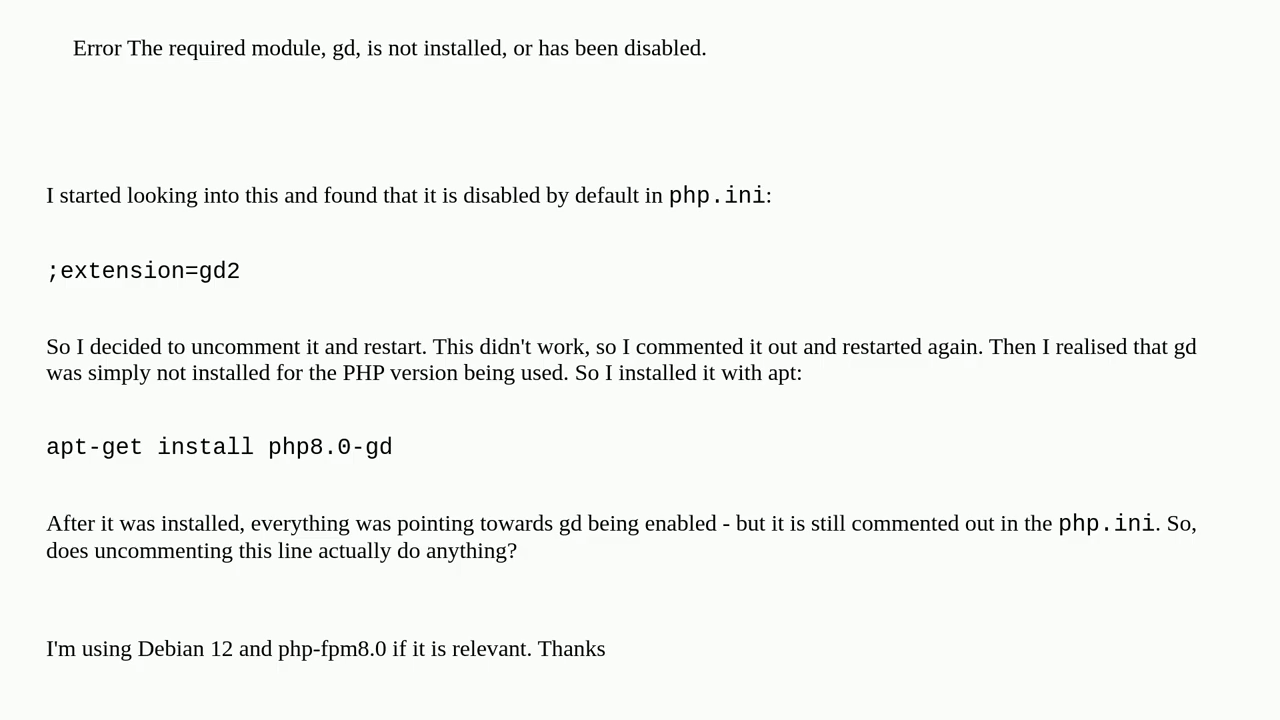 Error The required module, gd, is not installed, or has been disabled.
I started looking into this and found that it is disabled by default in php.ini:
;extension=gd2
So I decided to uncomment it and restart. This didn't work, so I commented it out and restarted again. Then I realised that gd
was simply not installed for the PHP version being used. So I installed it with apt:
apt-get install php8.0-gd
After it was installed, everything was pointing towards gd being enabled - but it is still commented out in the php.ini. So,
does uncommenting this line actually do anything?
I'm using Debian 12 and php-fpm8.0 if it is relevant. Thanks